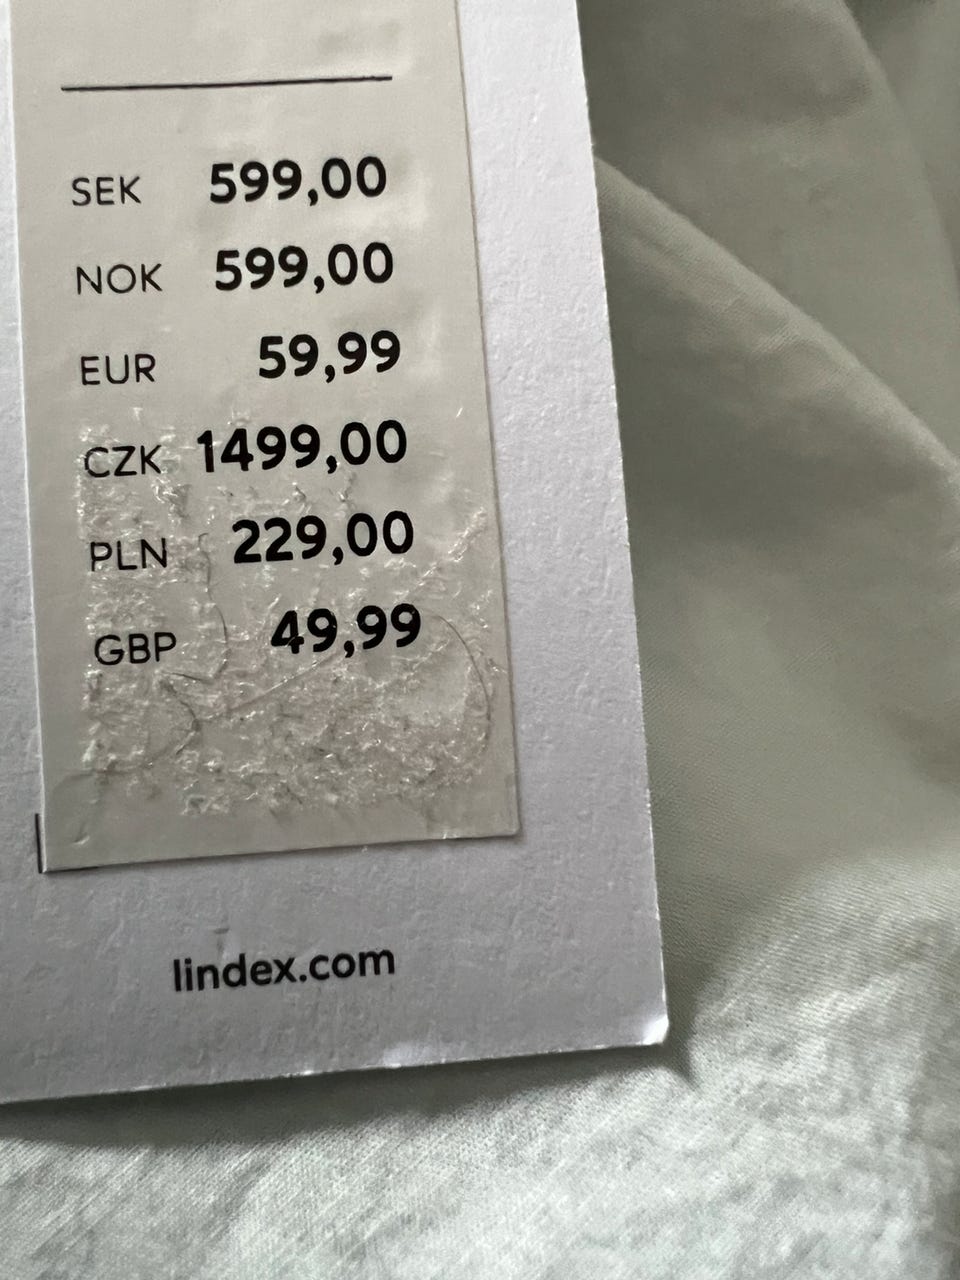 SEK 599,00
NOK 599,00
EUR 59,99
CZK 1499,00
PLN 229,00
GBP 49,99
lindex.com